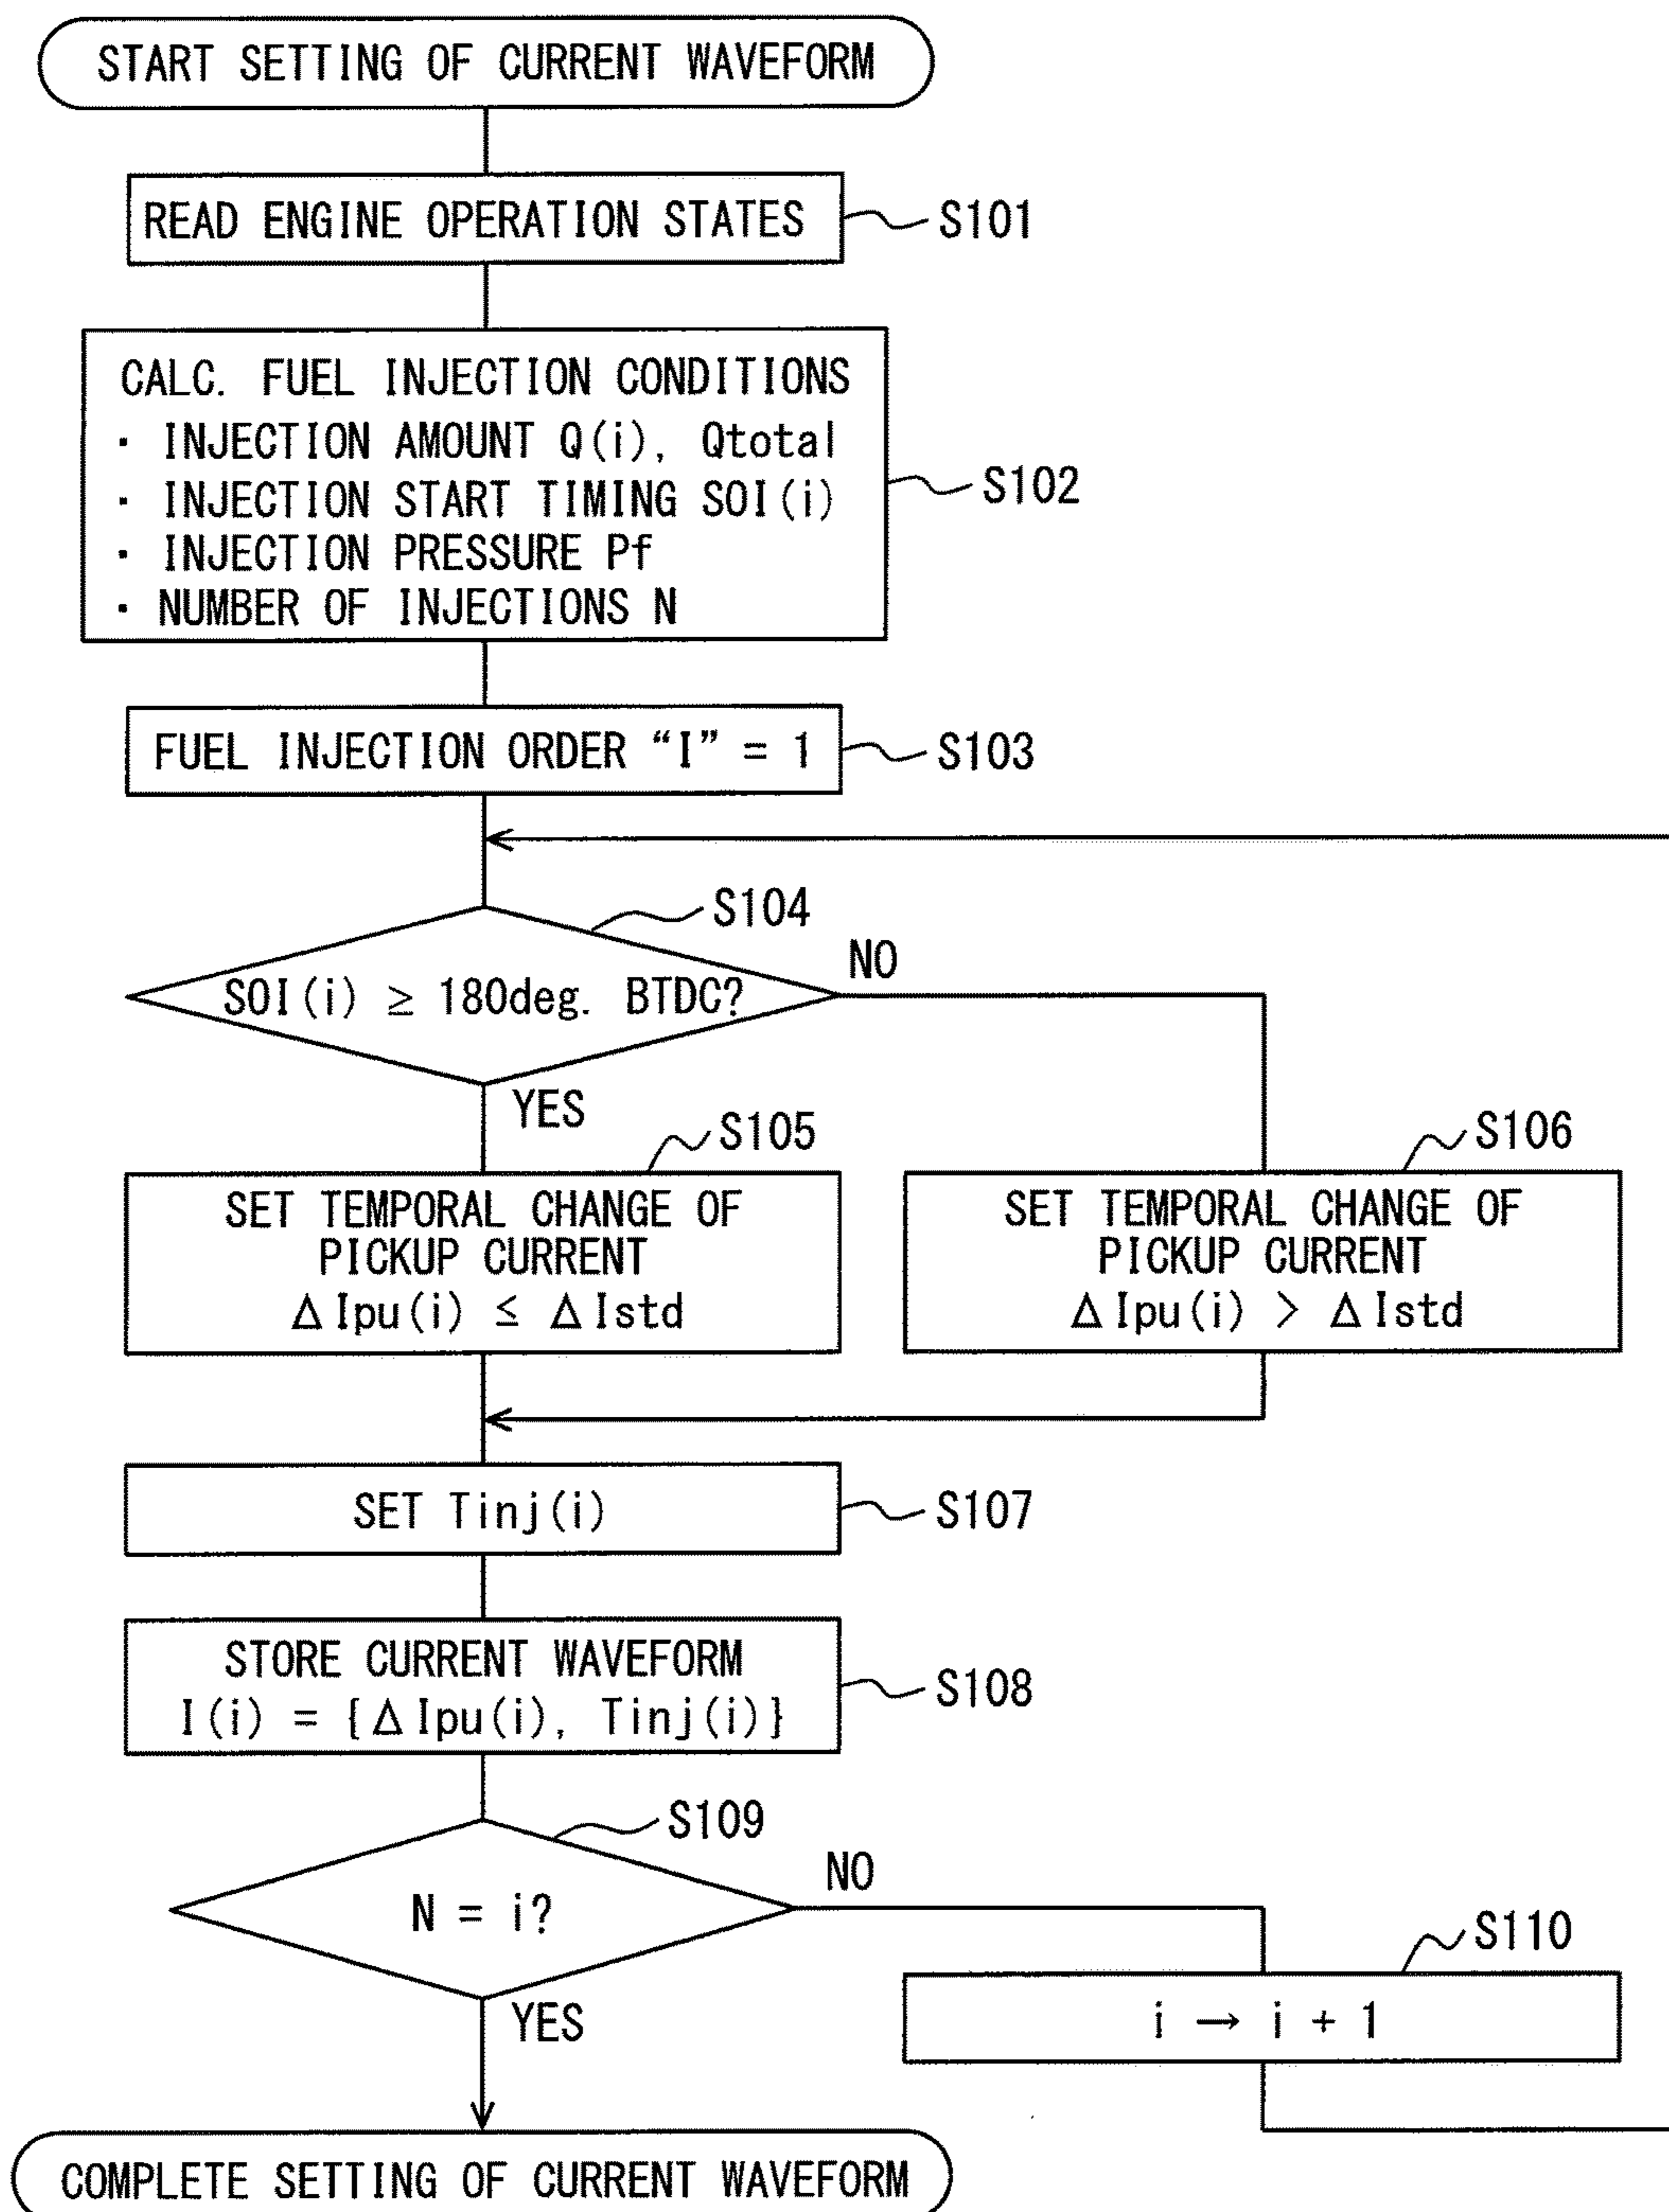 START SETTING OF CURRENT WAVEFORM
READ ENGINE OPERATION STATES
S101
CALC. FUEL INJECTION CONDITIONS
· INJECTION AMOUNT Q(i), Qtotal
· INJECTION START TIMING SOI(i)
· INJECTION PRESSURE Pf
· NUMBER OF INJECTIONS N
S102
FUEL INJECTION ORDER “I” = 1
S103
S104
SOI(i) ≥ 180deg. BTDC?
NO
YES
S105
SET TEMPORAL CHANGE OF
PICKUP CURRENT
ΔIpu(i) ≤ ΔIstd
S106
SET TEMPORAL CHANGE OF
PICKUP CURRENT
ΔIpu(i) > ΔIstd
SET Tinj(i)
S107
STORE CURRENT WAVEFORM
I(i) = {ΔIpu(i), Tinj(i)}
S108
S109
N = i?
NO
YES
S110
i → i + 1
COMPLETE SETTING OF CURRENT WAVEFORM